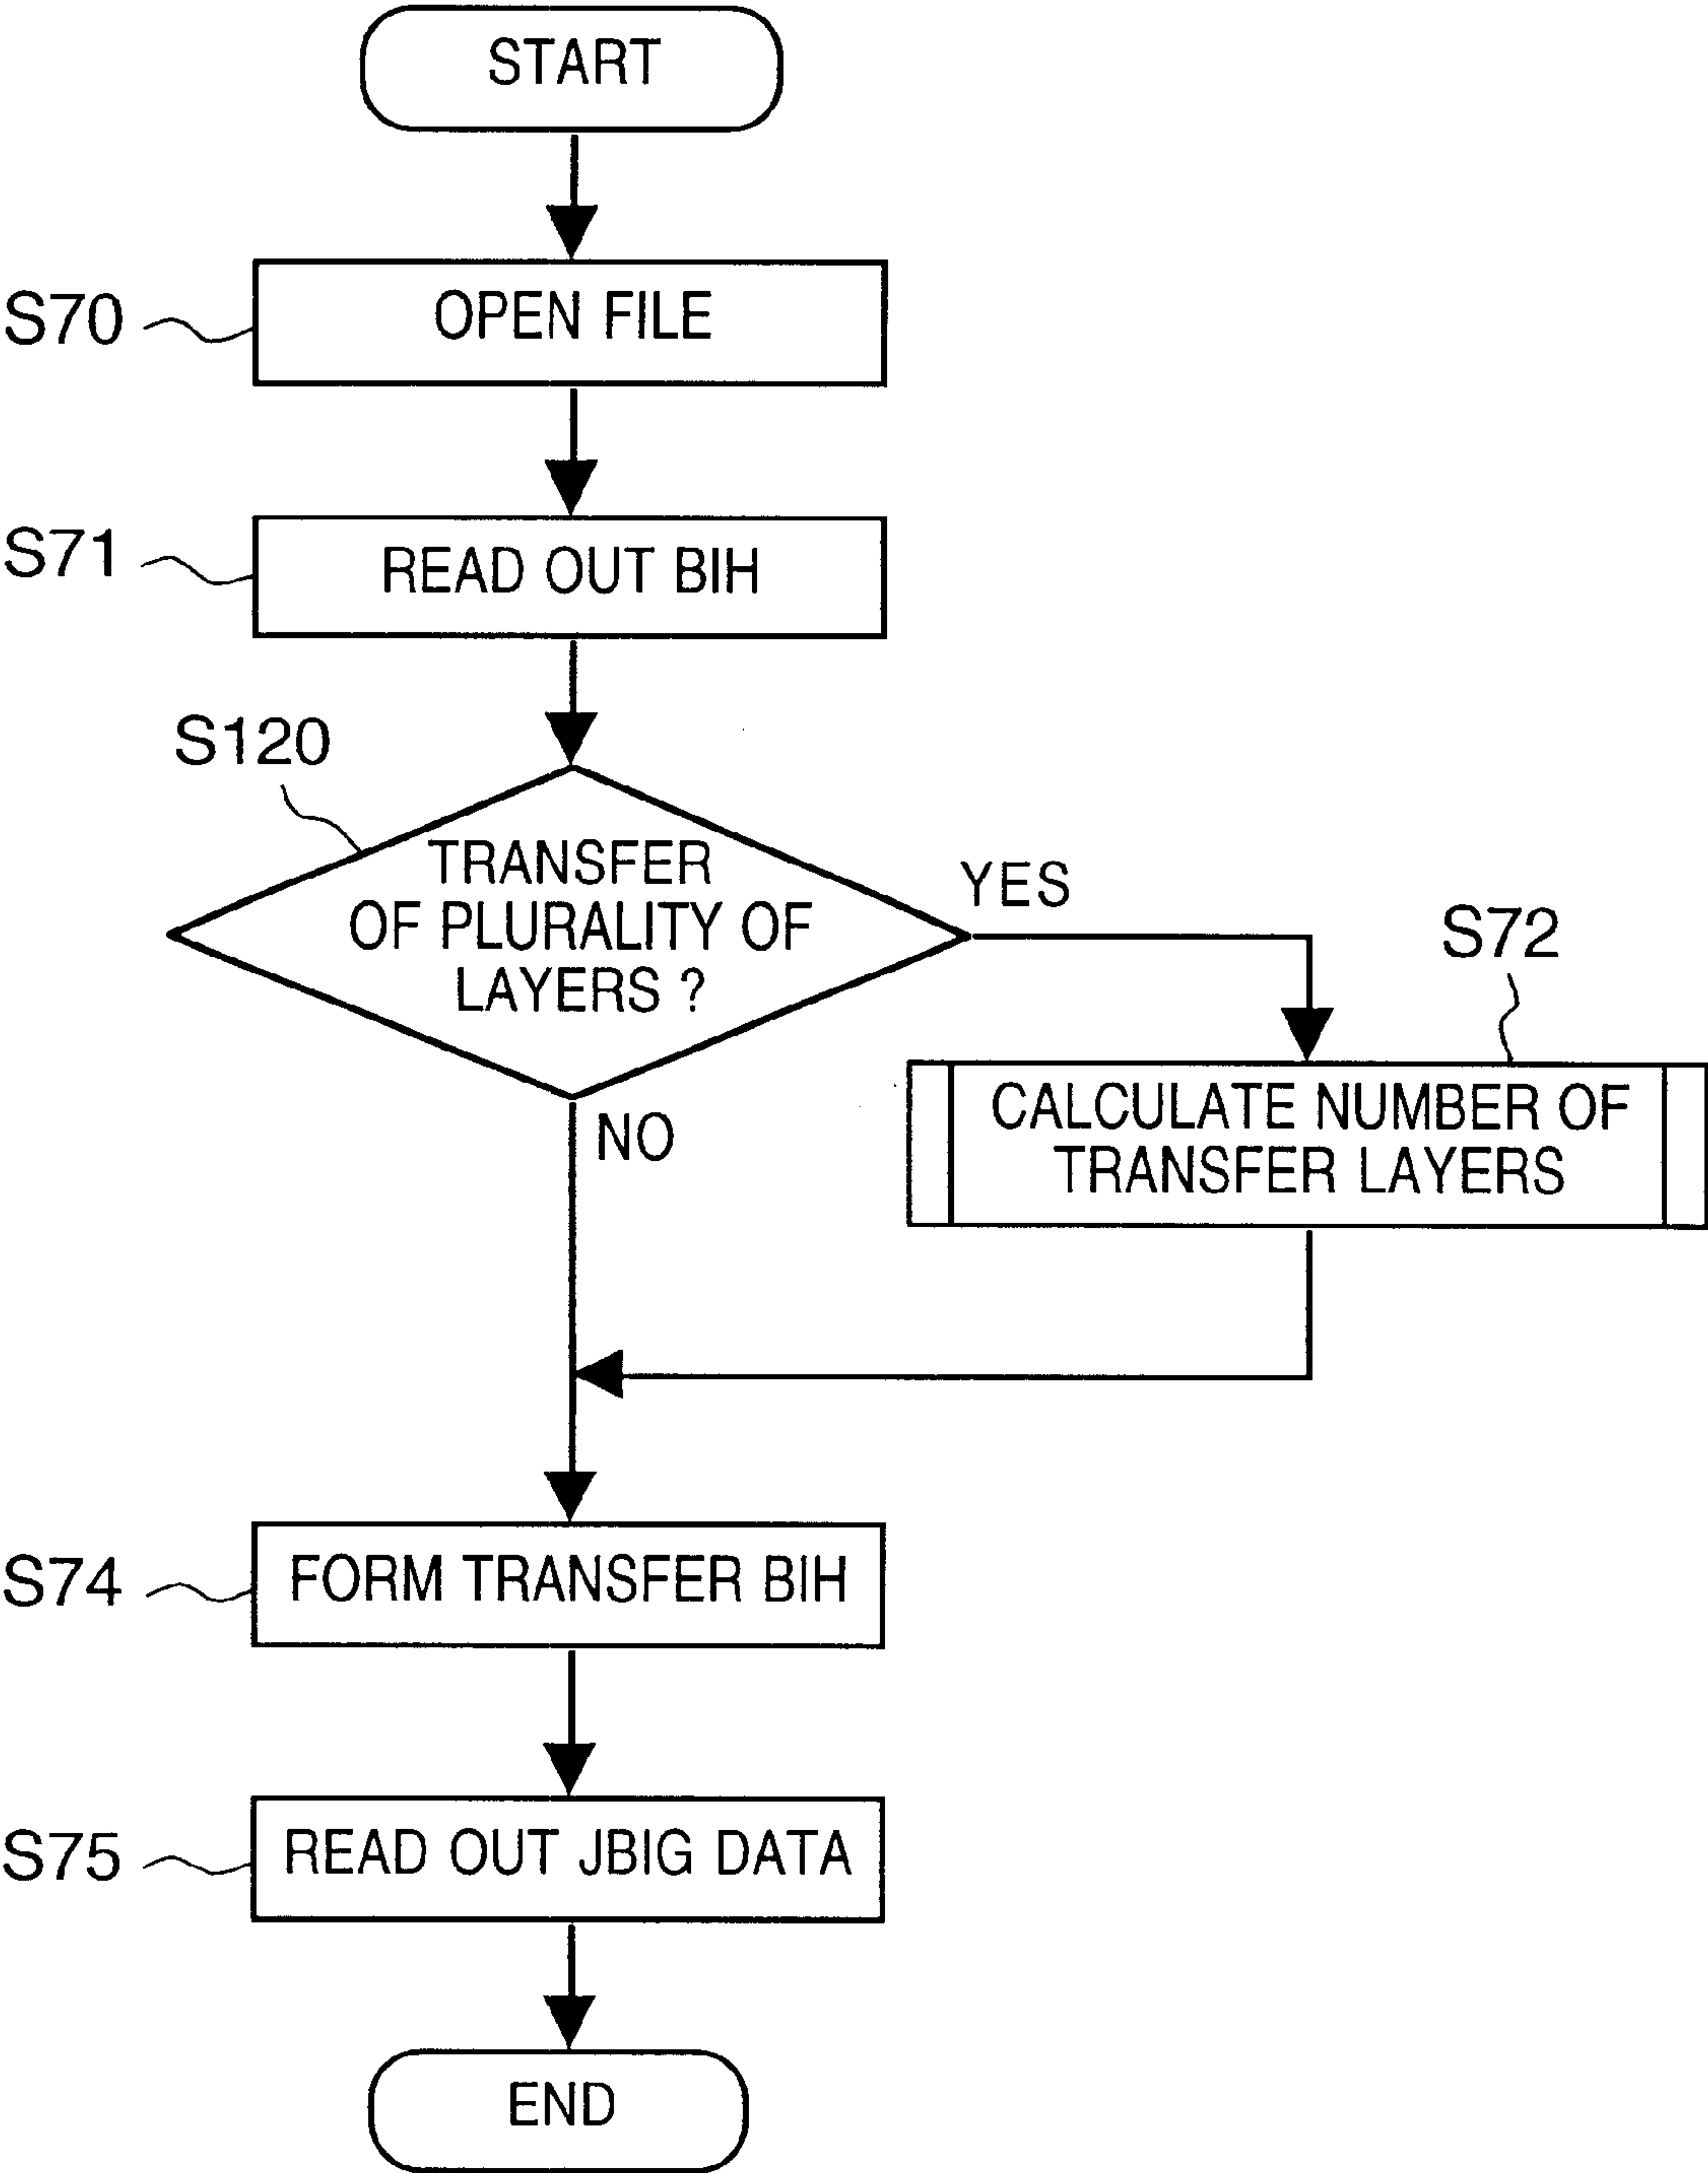 START
S70
OPEN FILE
S71
READ OUT BIH
S120
TRANSFER
OF PLURALITY OF
LAYERS ?
YES
S72
CALCULATE NUMBER OF
TRANSFER LAYERS
NO
S74
FORM TRANSFER BIH
S75
READ OUT JBIG DATA
END